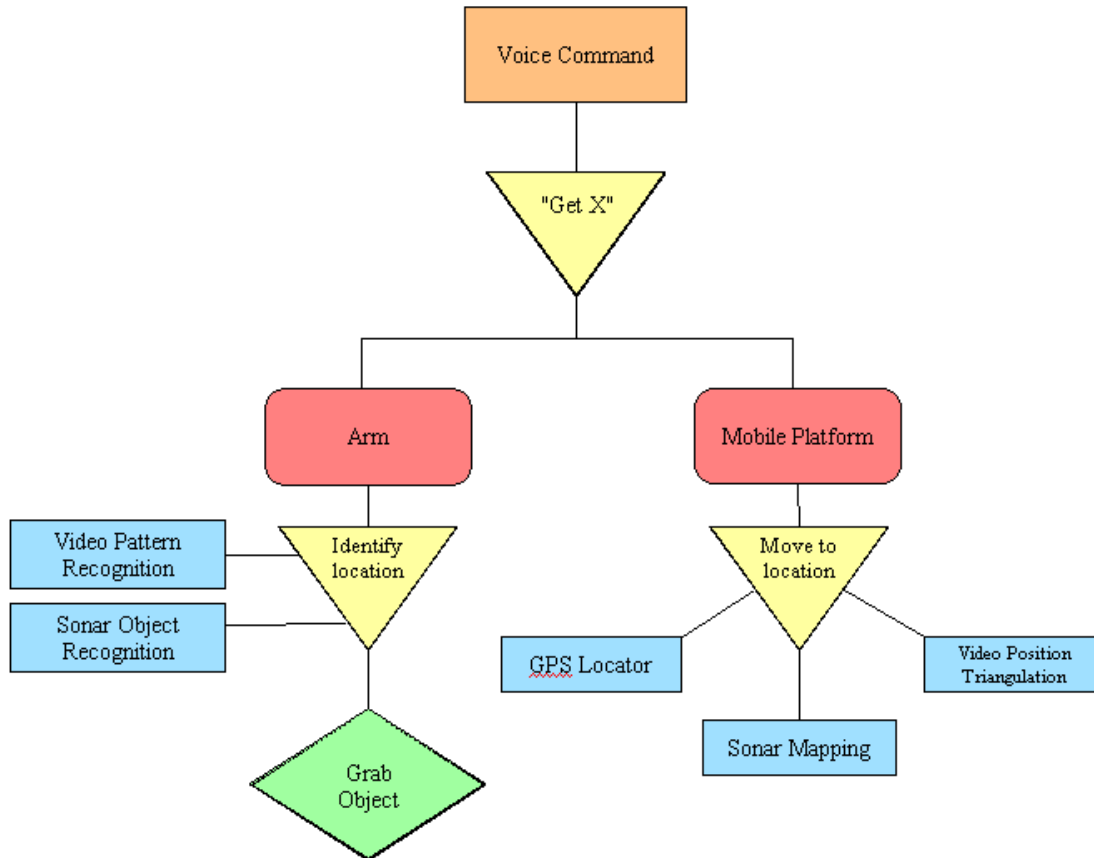 Voice Command
"Get X"
Arm
Mobile Platform
Video Pattern
Recognition
Identify
location
Move to
location
Sonar Object
Recognition
GPS Locator
Video Position
Triangulation
Sonar Mapping
Grab
Object